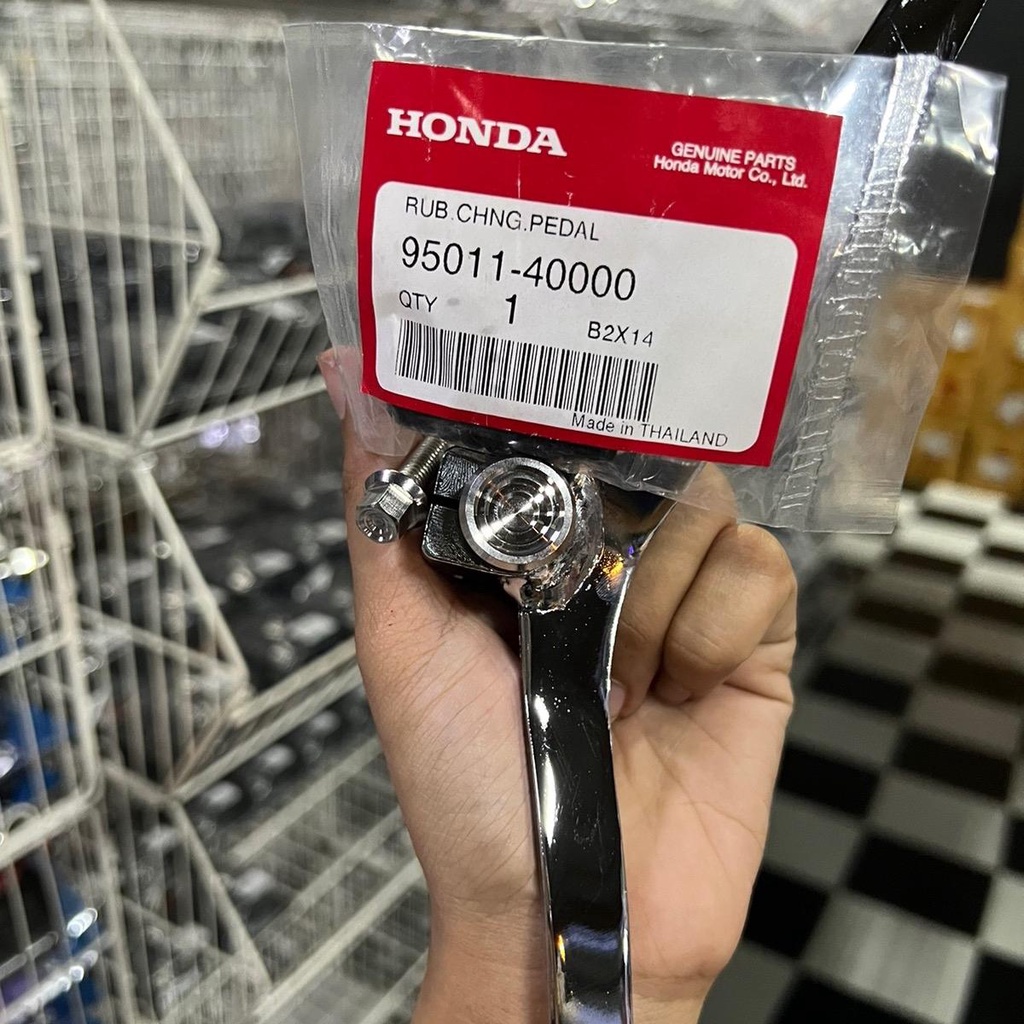 HONDA
GENUINE PARTS
Honda Motor Co., Ltd.
RUB.CHNG.PEDAL
95011-40000
QTY 1
B2X14
Made in THAILAND